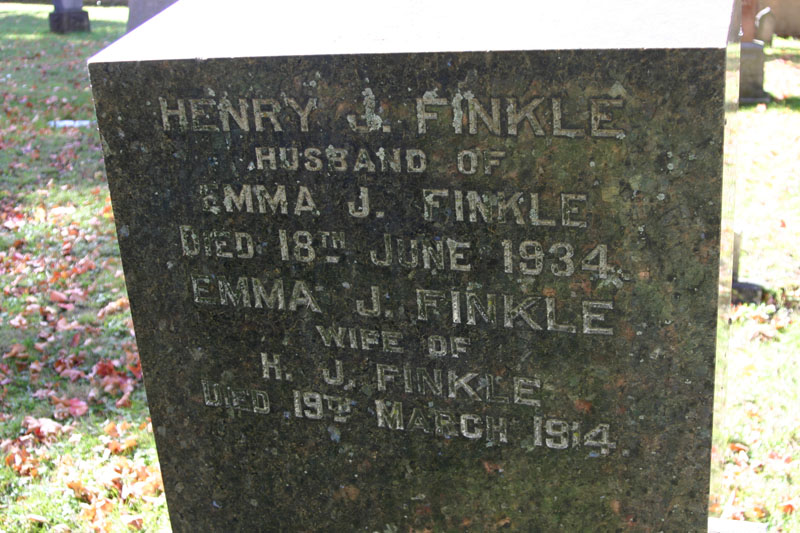 HENRY J. FINKLE
HUSBAND OF
EMMA J. FINKLE
DIED 18TH JUNE 1934.
EMMA J. FINKLE
WIFE OF
H. J. FINKLE
DIED 19TH MARCH 1914.